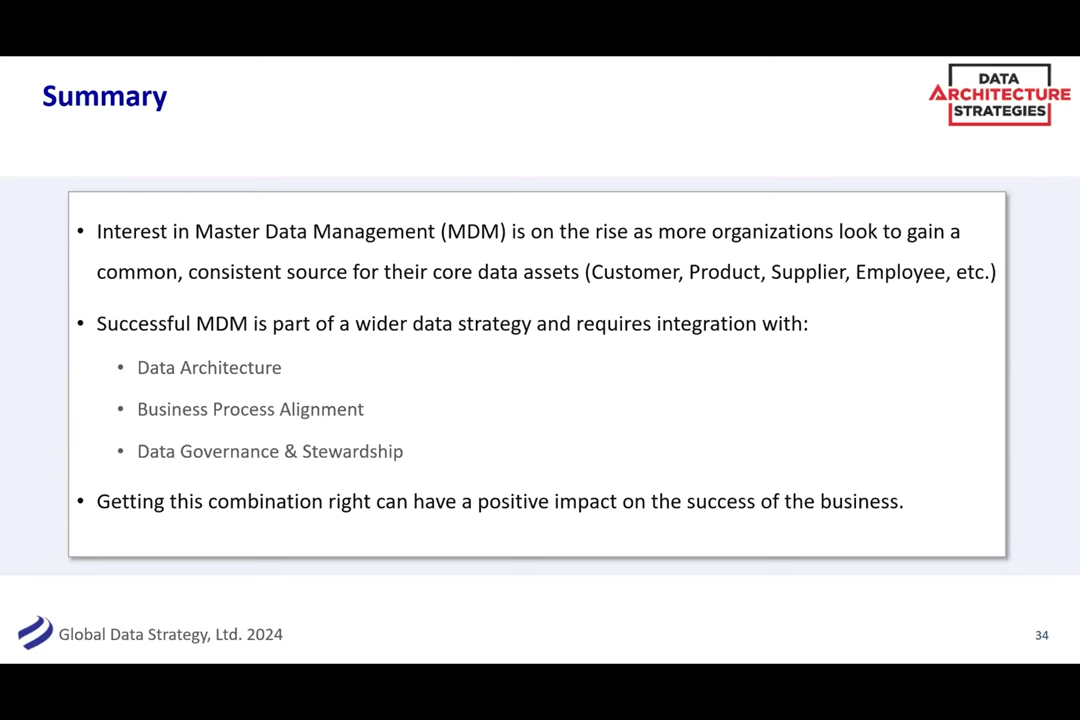 Summary
DATA
ARCHITECTURE
STRATEGIES
• Interest in Master Data Management (MDM) is on the rise as more organizations look to gain a
common, consistent source for their core data assets (Customer, Product, Supplier, Employee, etc.)
• Successful MDM is part of a wider data strategy and requires integration with:
• Data Architecture
• Business Process Alignment
• Data Governance & Stewardship
• Getting this combination right can have a positive impact on the success of the business.
Global Data Strategy, Ltd. 2024
34